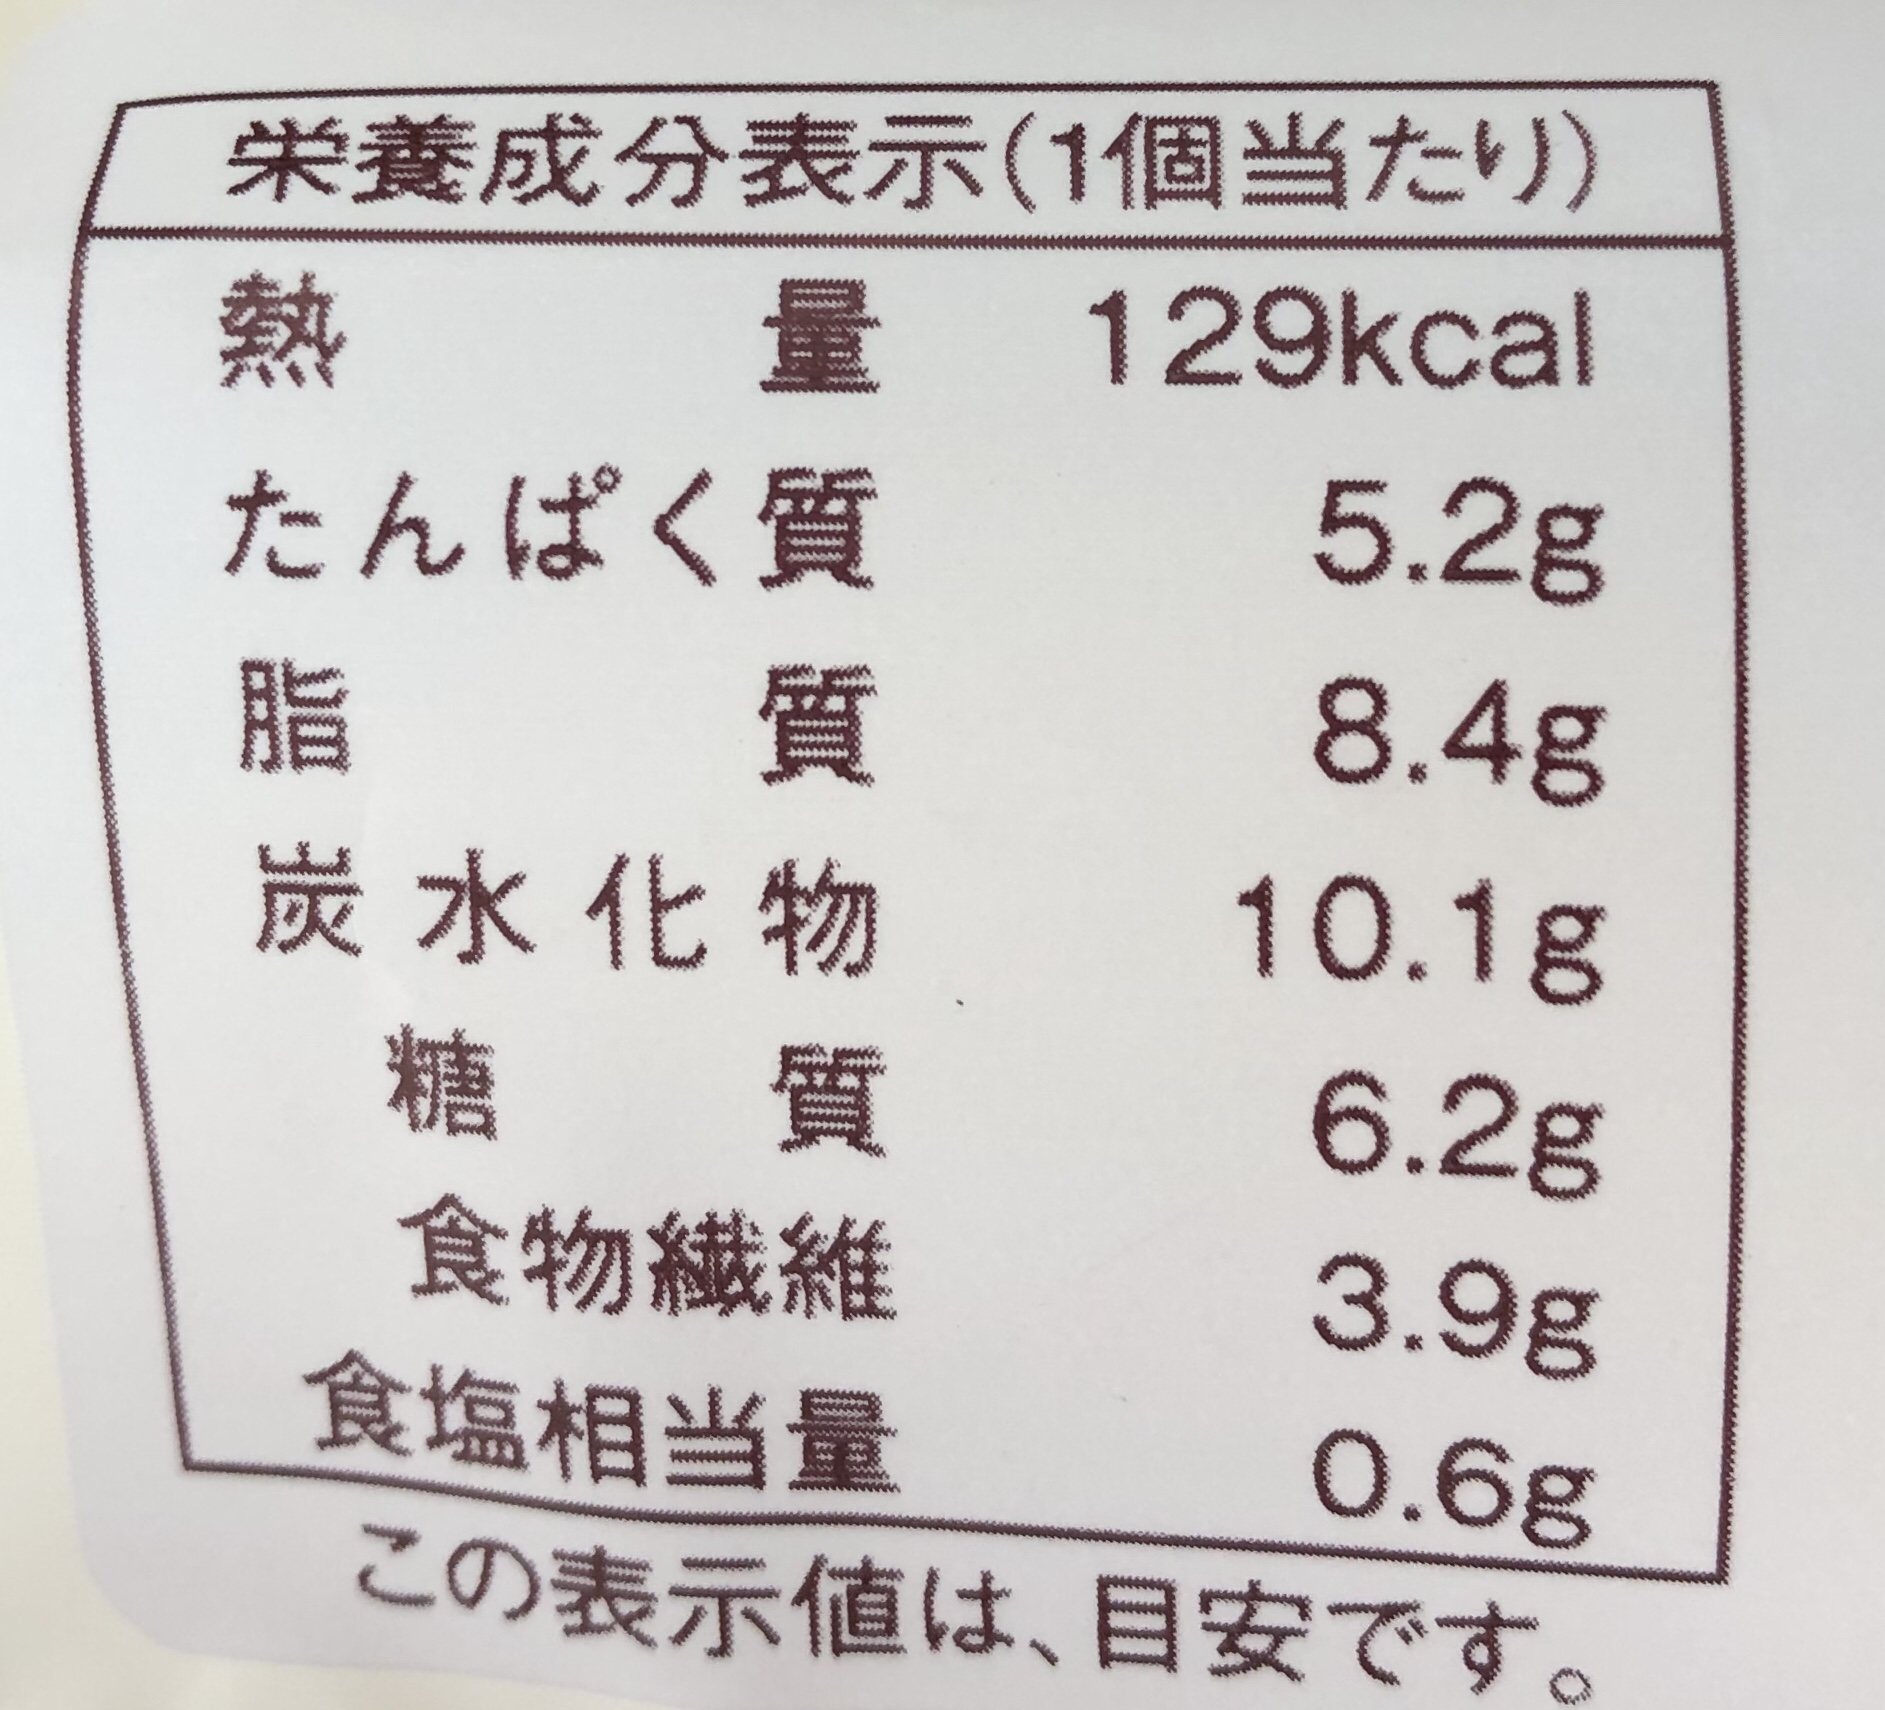 栄養成分表示(1個当たり)
熱量 129kcal
たんぱく質 5.2g
脂質 8.4g
炭水化物 10.1g
糖質 6.2g
食物繊維 3.9g
食塩相当量 0.6g
この表示値は、目安です。